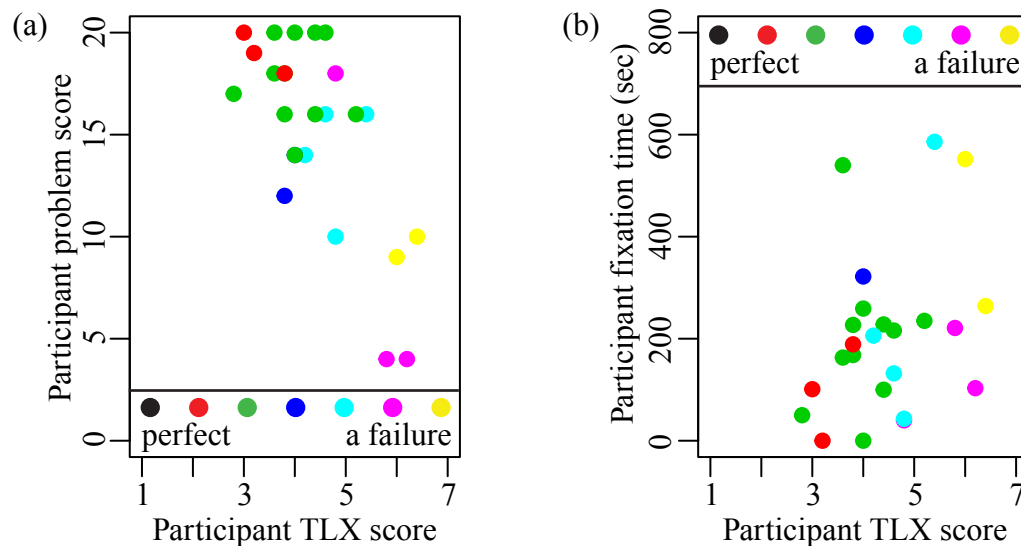 (a)
Participant problem score
20
15
10
5
0
perfect a failure
1 3 5 7
Participant TLX score
(b)
Participant fixation time (sec)
800
600
400
200
0
perfect a failure
1 3 5 7
Participant TLX score